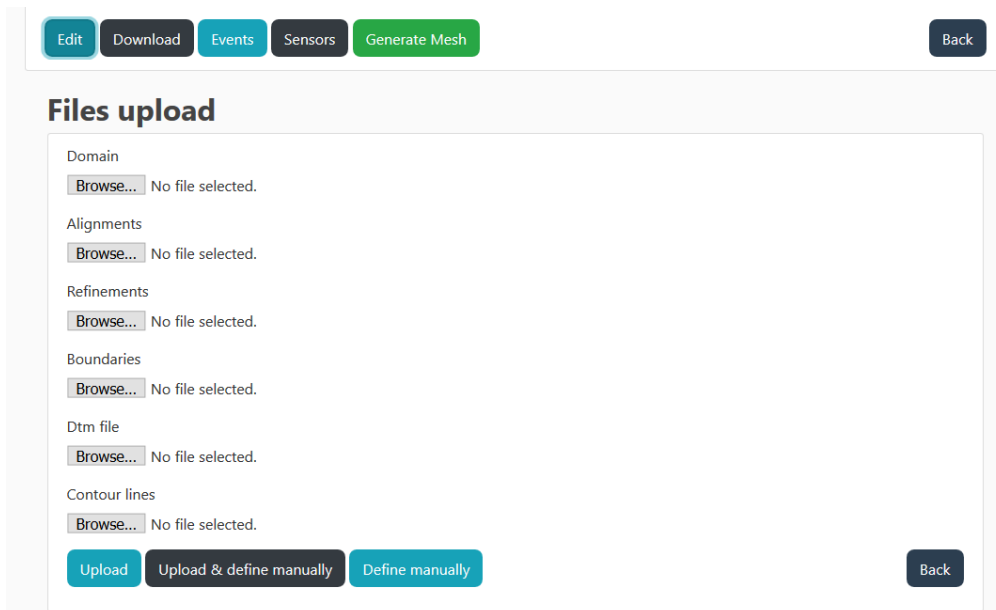 Edit Download Events Sensors Generate Mesh Back
Files upload
Domain
Browse... No file selected.
Alignments
Browse... No file selected.
Refinements
Browse... No file selected.
Boundaries
Browse... No file selected.
Dtm file
Browse... No file selected.
Contour lines
Browse... No file selected.
Upload Upload & define manually Define manually Back